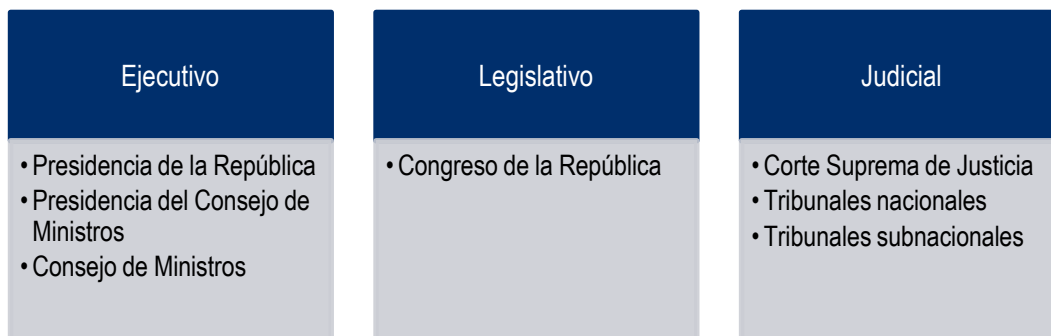 Ejecutivo
• Presidencia de la República
• Presidencia del Consejo de
Ministros
• Consejo de Ministros
Legislativo
• Congreso de la República
Judicial
• Corte Suprema de Justicia
• Tribunales nacionales
• Tribunales subnacionales